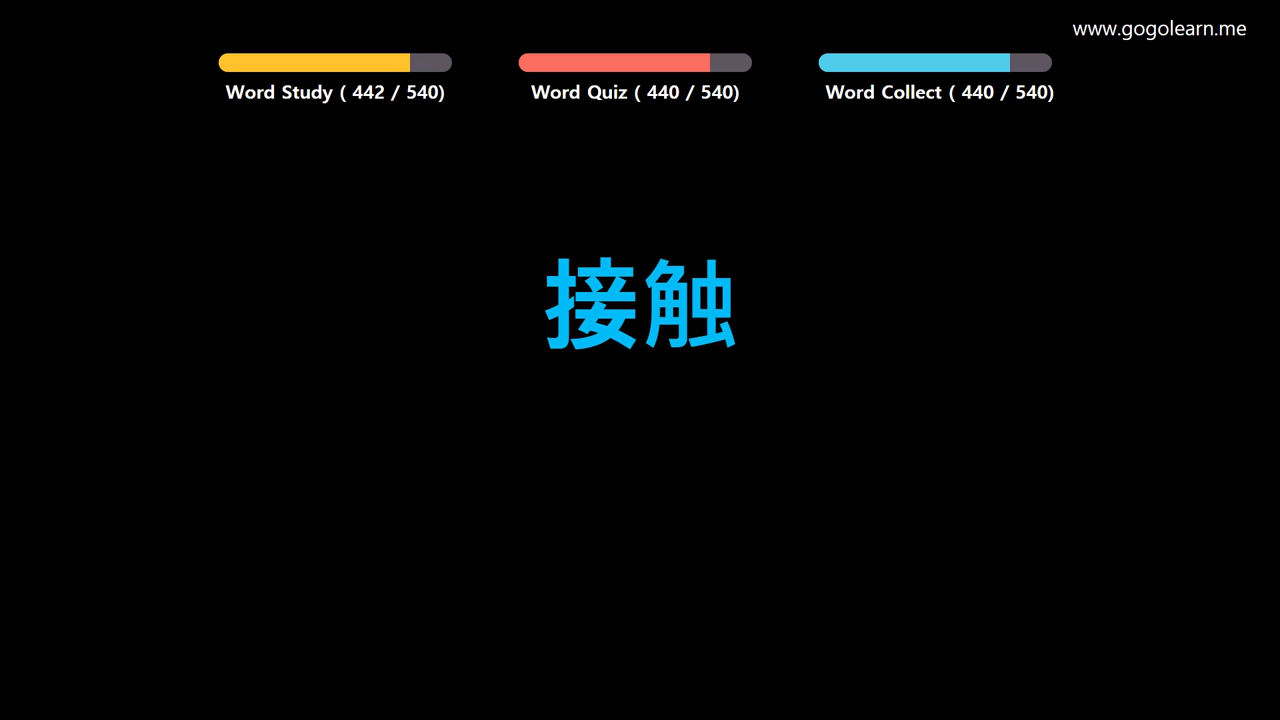 www.gogolearn.me
Word Study ( 442 / 540)
Word Quiz ( 440 / 540)
Word Collect ( 440 / 540)
接触